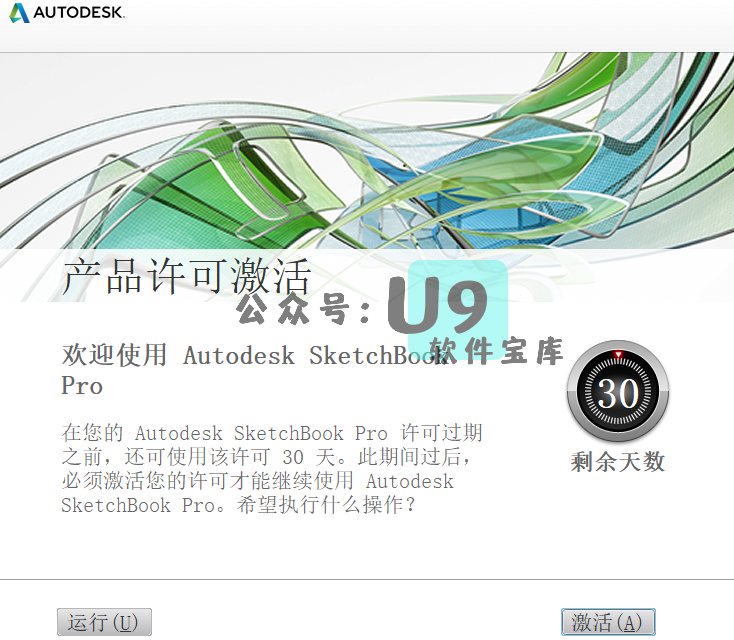 AUTODESK.
产品许可激活
公众号:U9
软件宝库
欢迎使用 Autodesk SketchBook
Pro
30
剩余天数
在您的 Autodesk SketchBook Pro 许可过期
之前，还可使用该许可 30 天。此期间过后，
必须激活您的许可才能继续使用 Autodesk
SketchBook Pro。希望执行什么操作？
运行(U)
激活(A)